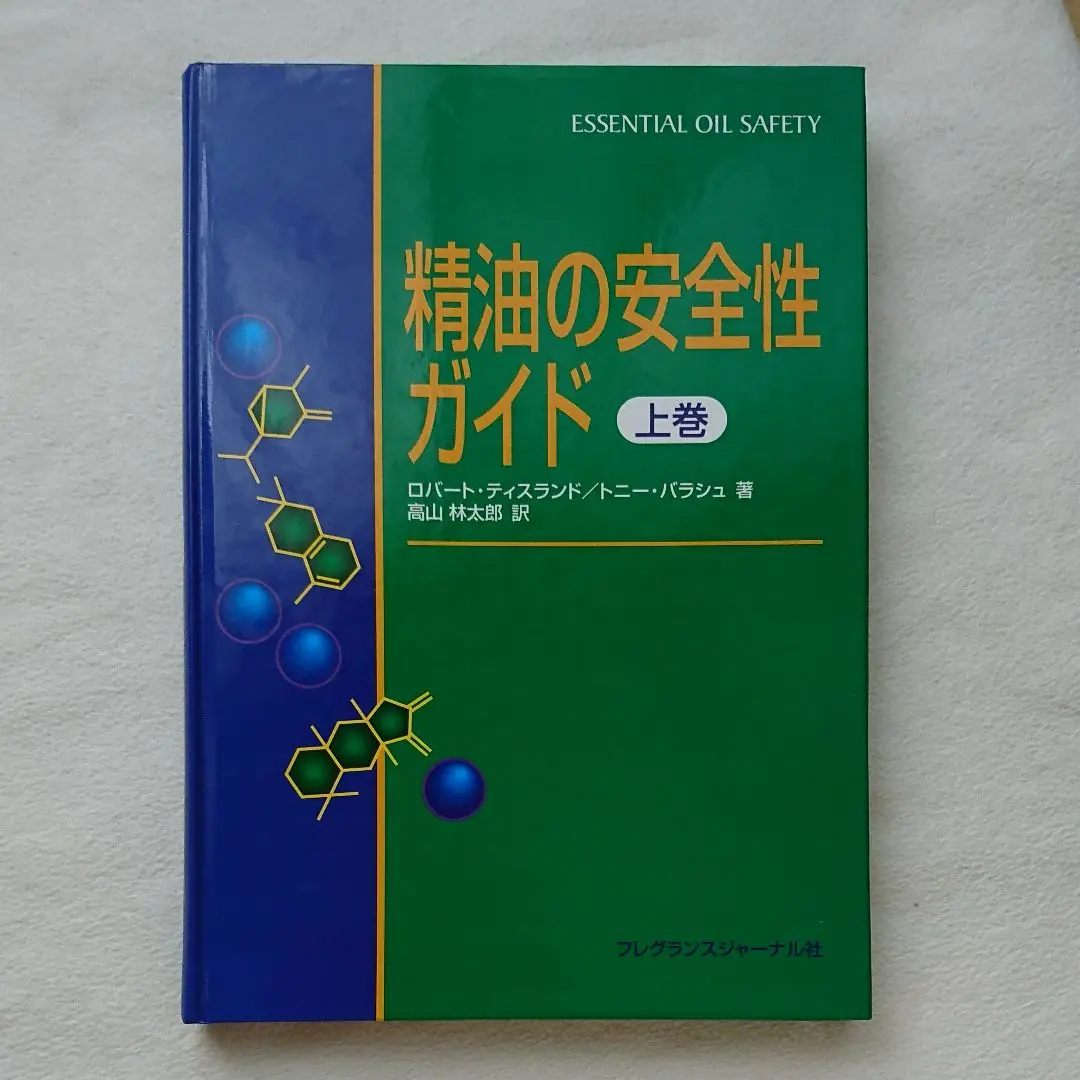 ESSENTIAL OIL SAFETY
精油の安全性
ガイド 上巻
ロバート・ティスランド／トニー・バラシュ 著
高山 林太郎 訳
フレグランスジャーナル社